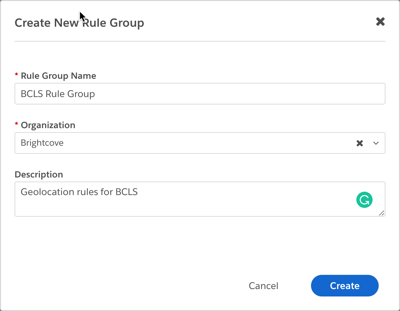 Create New Rule Group
* Rule Group Name
BCLS Rule Group
* Organization
Brightcove
Description
Geolocation rules for BCLS
Cancel
Create